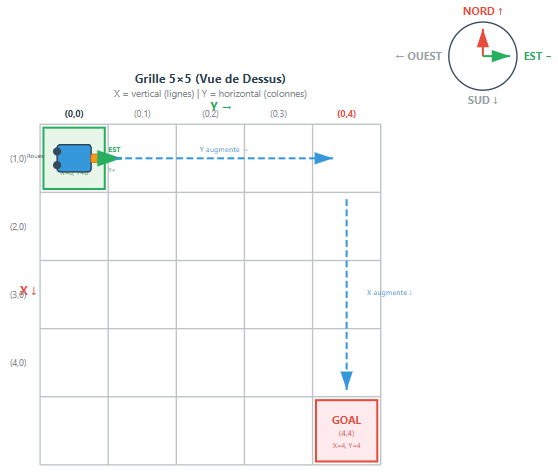 NORD ↑
← OUEST
EST →
SUD ↓
Grille 5×5 (Vue de Dessus)
X = vertical (lignes) | Y = horizontal (colonnes)
Y →
(0,0) (0,1) (0,2) (0,3) (0,4)
EST
Y+
Y augmente →
(1,0)
Roues
(2,0)
X ↓
(3,0)
X augmente ↓
(4,0)
GOAL
(4,4)
X=4, Y=4